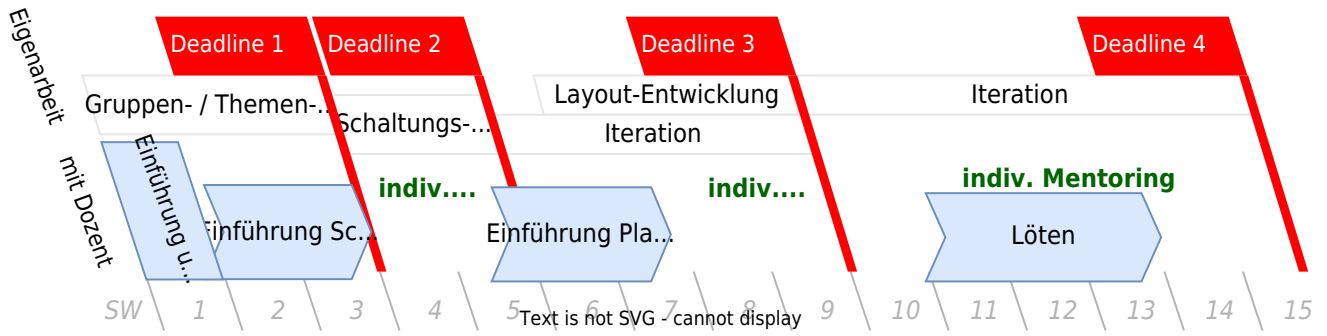 Deadline 1
Deadline 2
Deadline 3
Deadline 4
Eigenarbeit
Gruppen- / Themen-...
Schaltungs-...
Layout-Entwicklung
Iteration
Iteration
mit Dozent
Einführung u...
Einführung Sc...
indiv....
Einführung Pla...
indiv....
indiv. Mentoring
Löten
SW 1 2 3 4 5 6 7 8 9 10 11 12 13 14 15
Text is not SVG - cannot display